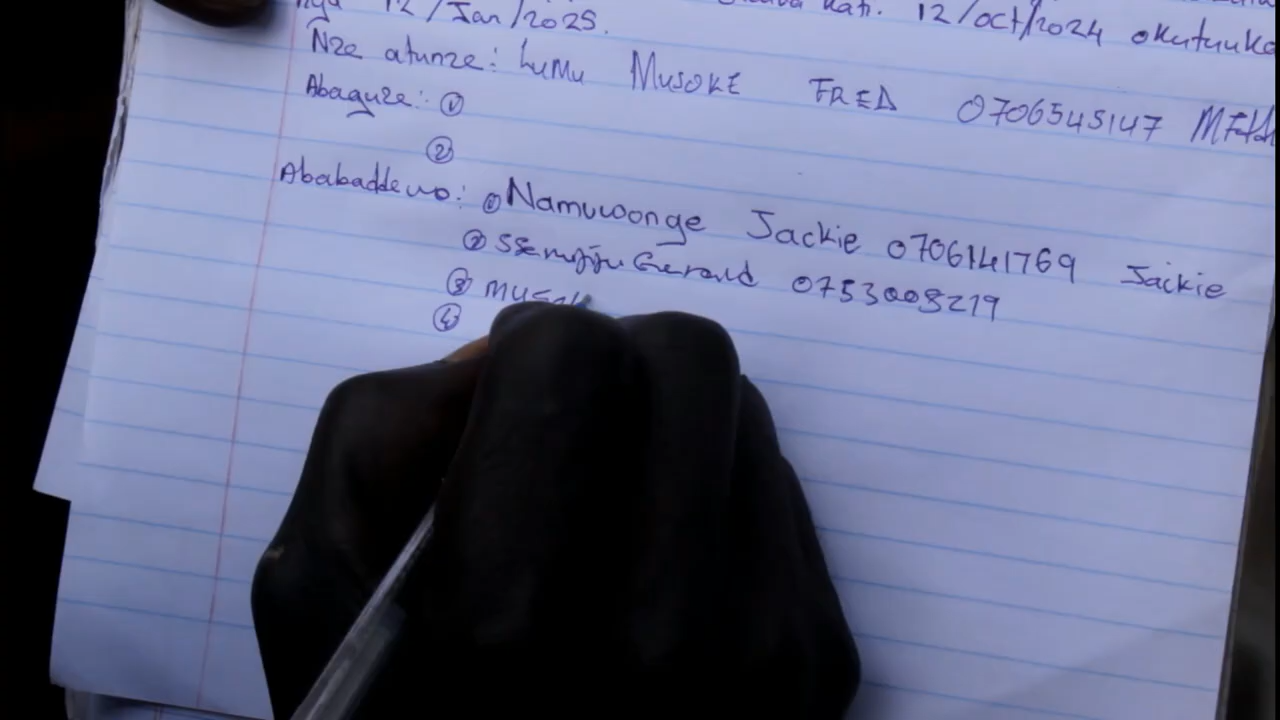 12/Jan/2025.
12/oct/2024 okutuuka
Nze atunze: LUMU MUSOKE FRED 0706545147
Abaguze: ①
②
Ababaddewo: ① Namuwonge Jackie 0706141769 Jackie
② Ssemujju Gerald 0753008219
③
④